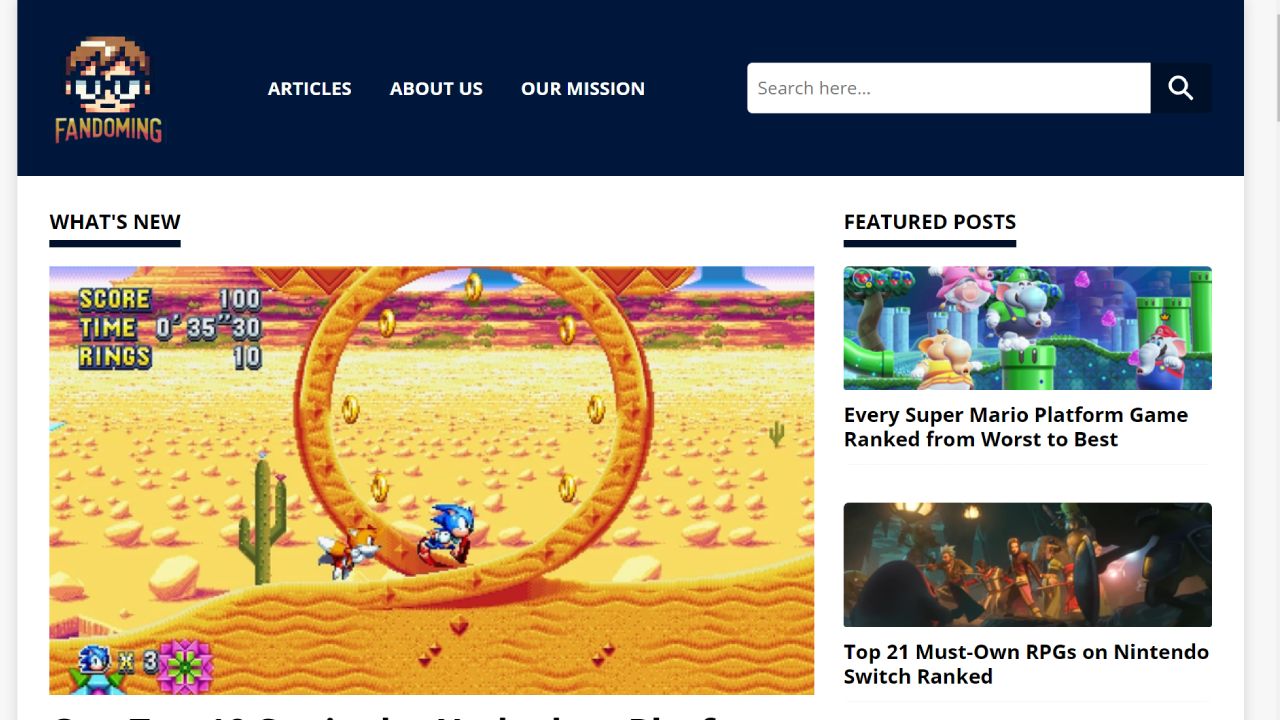 FANDOMING
ARTICLES
ABOUT US
OUR MISSION
Search here...
WHAT'S NEW
SCORE 100
TIME 0'35"30
RINGS 10
X 3
FEATURED POSTS
Every Super Mario Platform Game
Ranked from Worst to Best
Top 21 Must-Own RPGs on Nintendo
Switch Ranked